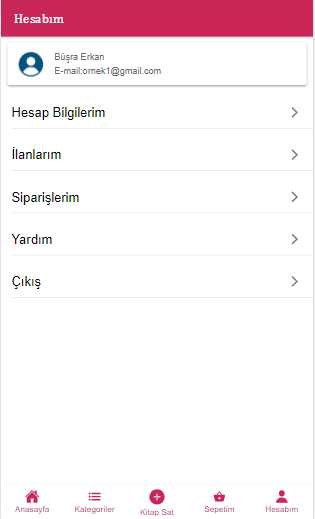 Hesabım
Büşra Erkan
E-mail:ornek1@gmail.com
Hesap Bilgilerim
İlanlarım
Siparişlerim
Yardım
Çıkış
Anasayfa
Kategoriler
Kitap Sat
Sepetim
Hesabım